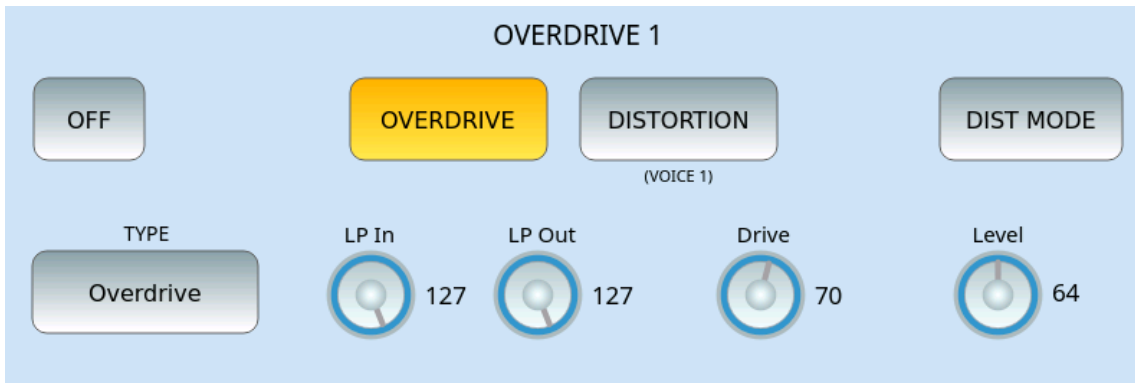 OVERDRIVE 1
OFF
OVERDRIVE
DISTORTION
DIST MODE
(VOICE 1)
TYPE
LP In
LP Out
Drive
Level
Overdrive
127
127
70
64